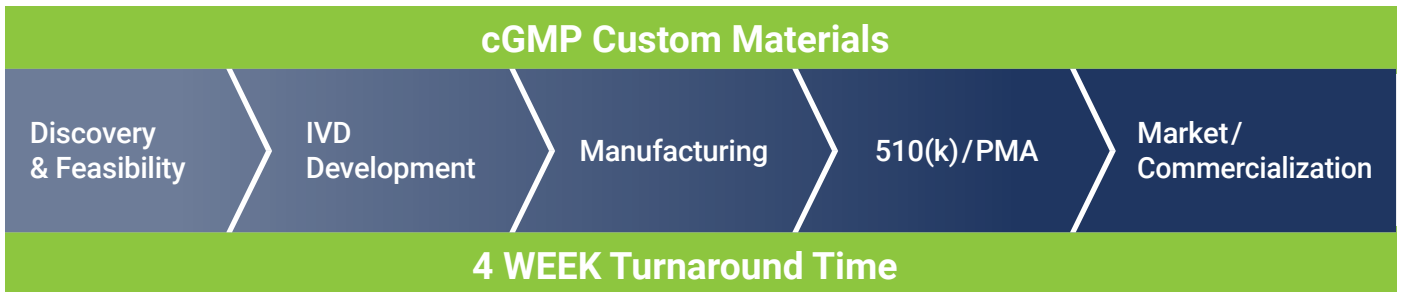 cGMP Custom Materials
Discovery
& Feasibility
IVD
Development
Manufacturing
510(k)/PMA
Market/
Commercialization
4 WEEK Turnaround Time